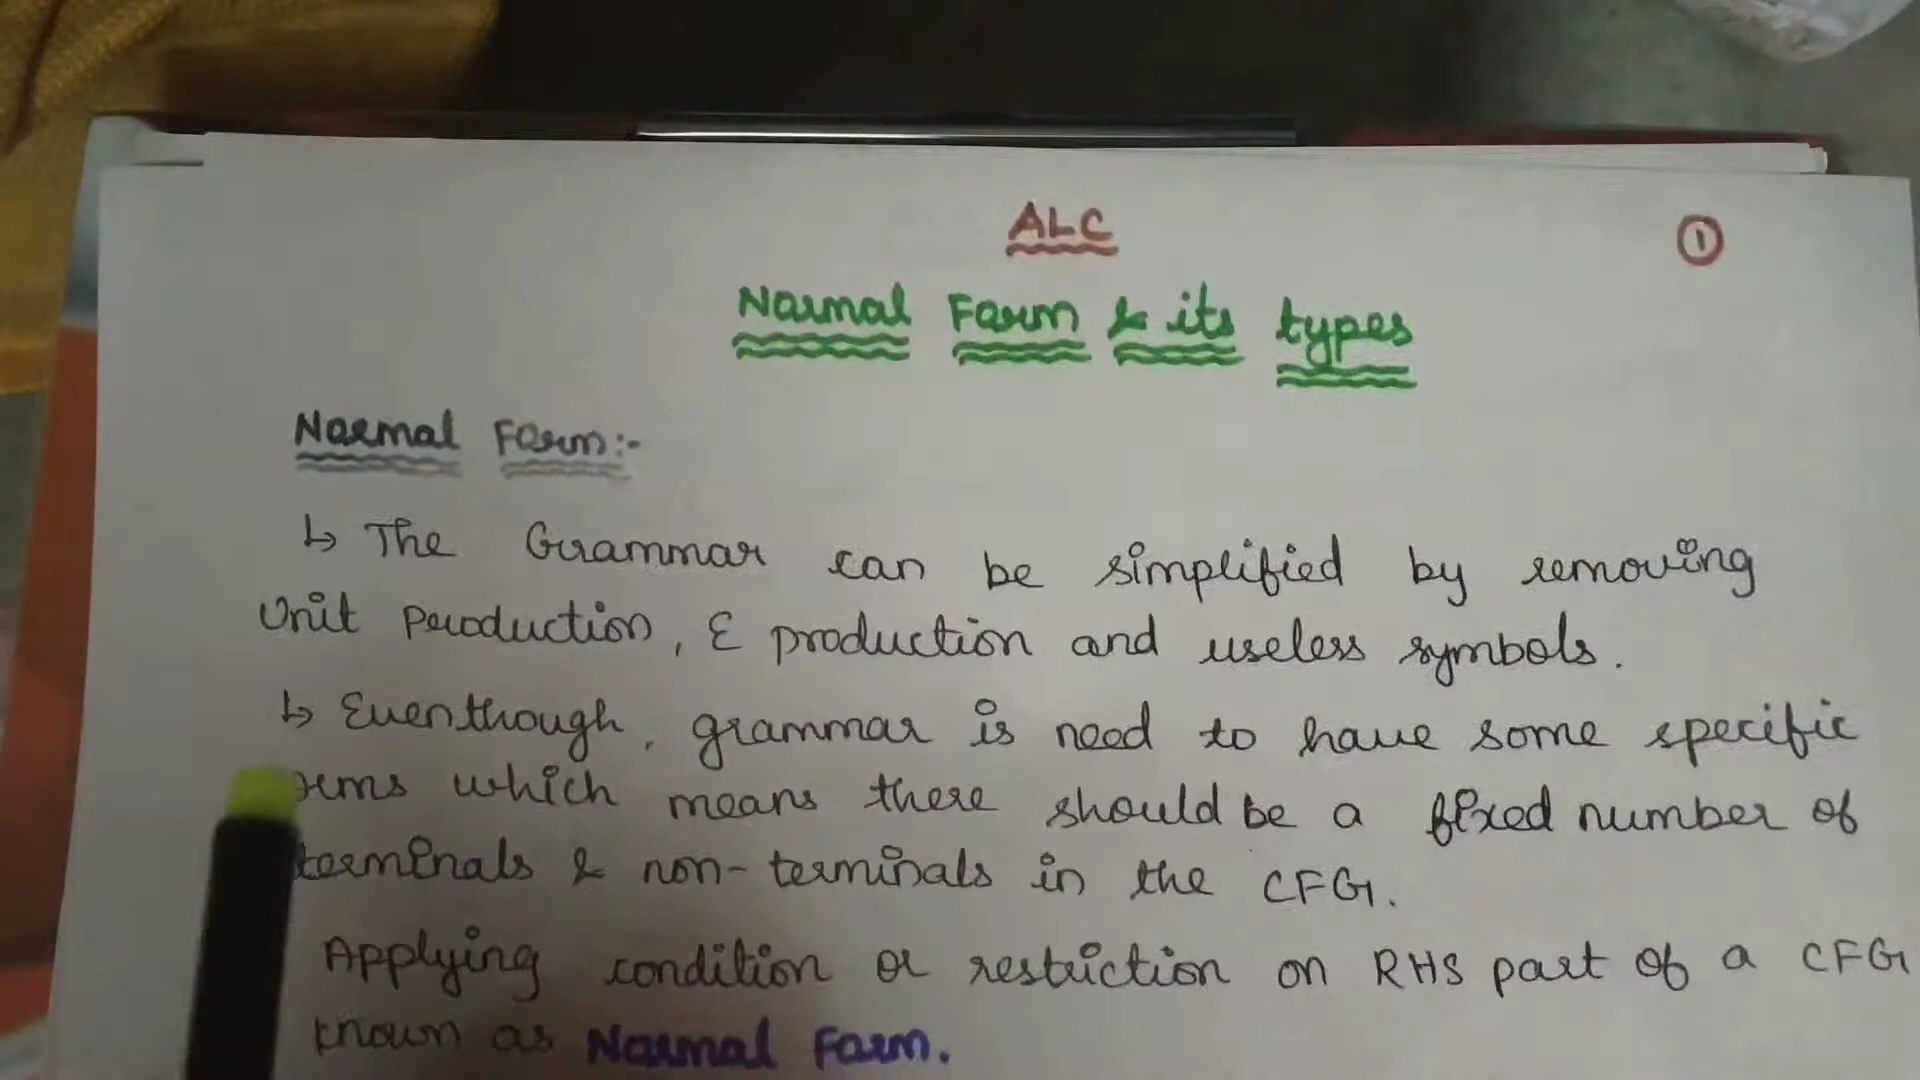 ALC
1
Normal Form & its types
Normal Form:-
↳ The Grammar can be simplified by removing
Unit Production, ε production and useless symbols.
↳ Eventhough, grammar is need to have some specific
which means there should be a fixed number of
terminals & non-terminals in the CFG.
Applying condition or restriction on RHS part of a CFG
known as Normal Form.